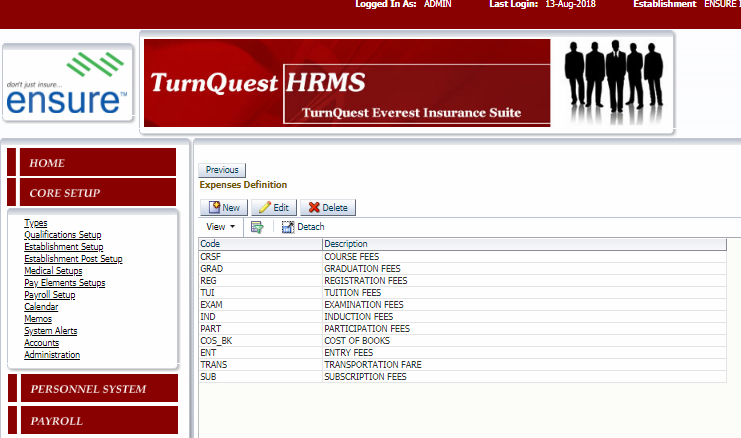 Logged In As: ADMIN Last Login: 13-Aug-2018 Establishment ENSURE
don't just insure...
ensure™
TurnQuest HRMS
TurnQuest Everest Insurance Suite
HOME
CORE SETUP
Types
Qualifications Setup
Establishment Setup
Establishment Post Setup
Medical Setups
Pay Elements Setups
Payroll Setup
Calendar
Memos
System Alerts
Accounts
Administration
PERSONNEL SYSTEM
PAYROLL
Previous
Expenses Definition
New Edit Delete
View Detach
Code Description
CRSF COURSE FEES
GRAD GRADUATION FEES
REG REGISTRATION FEES
TUI TUITION FEES
EXAM EXAMINATION FEES
IND INDUCTION FEES
PART PARTICIPATION FEES
COS_BK COST OF BOOKS
ENT ENTRY FEES
TRANS TRANSPORTATION FARE
SUB SUBSCRIPTION FEES